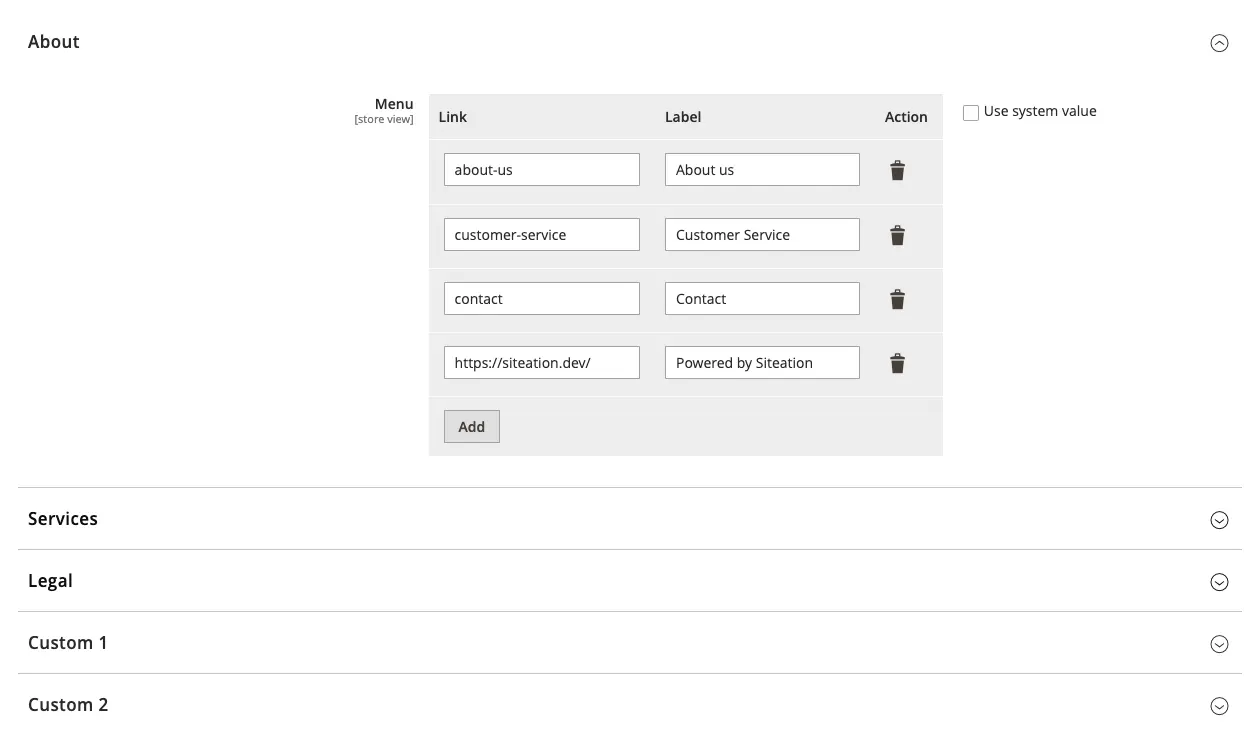 About
Menu
[store view]
Link Label Action
Use system value
about-us About us
customer-service Customer Service
contact Contact
https://siteation.dev/ Powered by Siteation
Add
Services
Legal
Custom 1
Custom 2